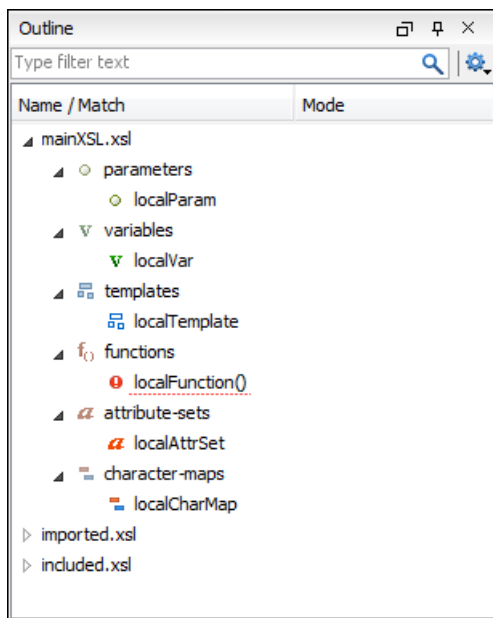 Outline
Type filter text
Name / Match Mode
mainXSL.xsl
parameters
localParam
V variables
V localVar
templates
localTemplate
f() functions
localFunction()
a attribute-sets
a localAttrSet
character-maps
localCharMap
imported.xsl
included.xsl